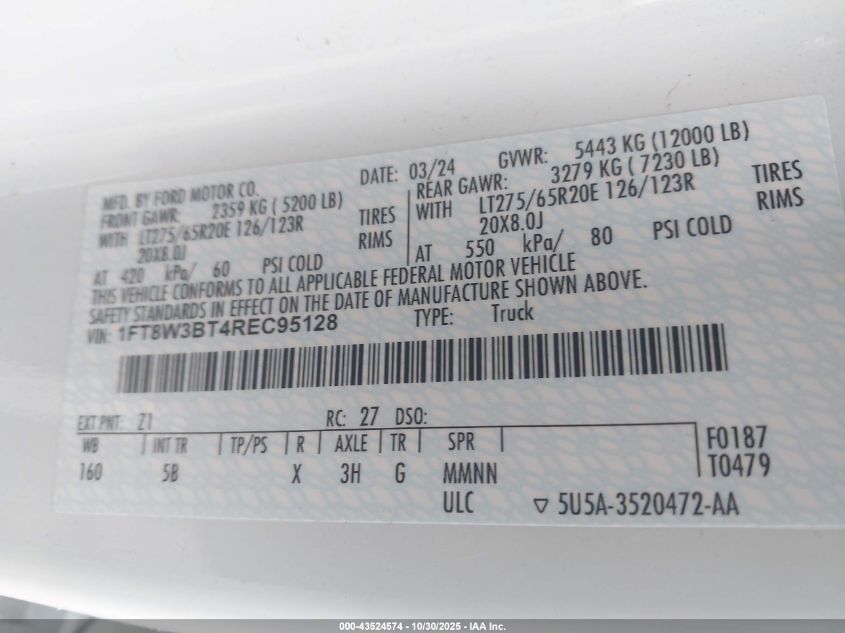 MFD. BY FORD MOTOR CO. DATE: 03/24 GVWR: 5443 KG (12000 LB)
FRONT GAWR: 2359 KG ( 5200 LB) REAR GAWR: 3279 KG ( 7230 LB)
WITH LT275/65R20E 126/123R TIRES WITH LT275/65R20E 126/123R TIRES
20X8.0J RIMS 20X8.0J RIMS
AT 420 kPa/ 60 PSI COLD AT 550 kPa/ 80 PSI COLD
THIS VEHICLE CONFORMS TO ALL APPLICABLE FEDERAL MOTOR VEHICLE
SAFETY STANDARDS IN EFFECT ON THE DATE OF MANUFACTURE SHOWN ABOVE.
VIN: 1FT8W3BT4REC95128 TYPE: Truck
EXT PNT: Z1 RC: 27 DSO:
WB INT TR TP/PS R AXLE TR SPR F0187
160 5B X 3H G MMNN T0479
ULC ▽ 5U5A-3520472-AA
000-43524574 - 10/30/2025 - IAA Inc.